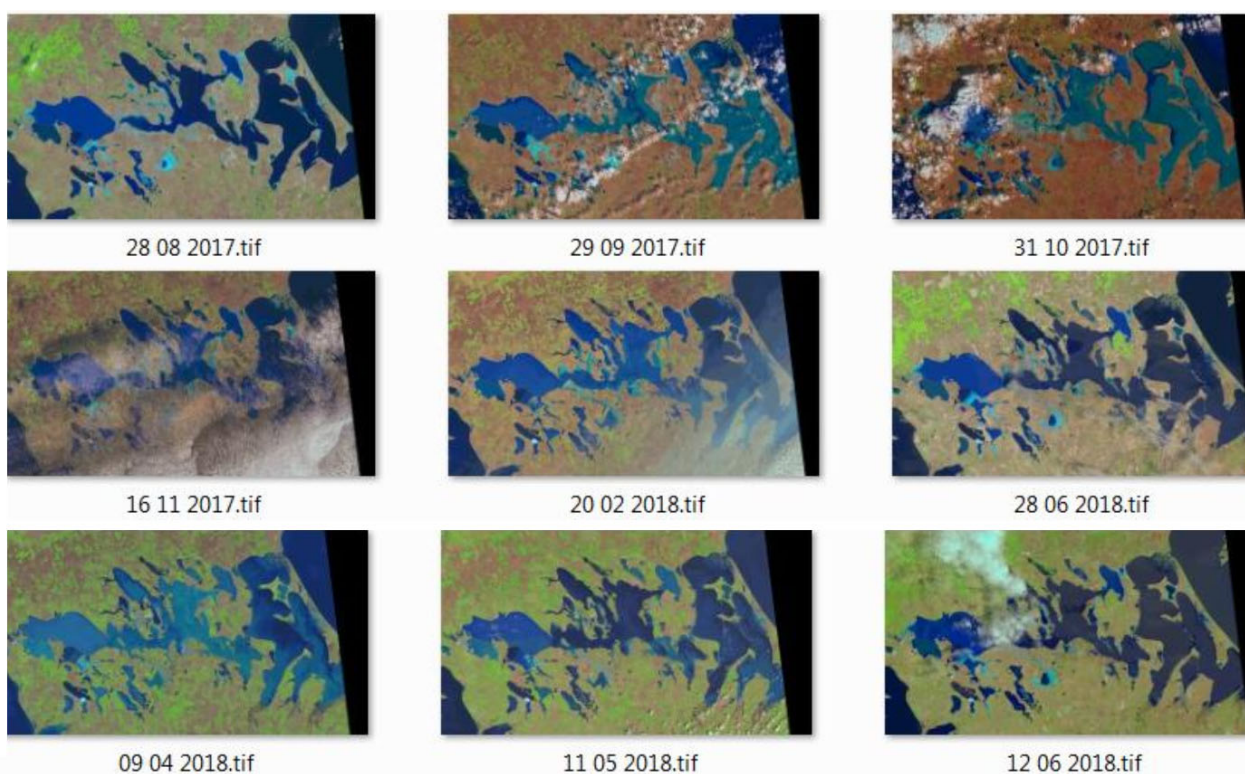 28 08 2017.tif
29 09 2017.tif
31 10 2017.tif
16 11 2017.tif
20 02 2018.tif
28 06 2018.tif
09 04 2018.tif
11 05 2018.tif
12 06 2018.tif